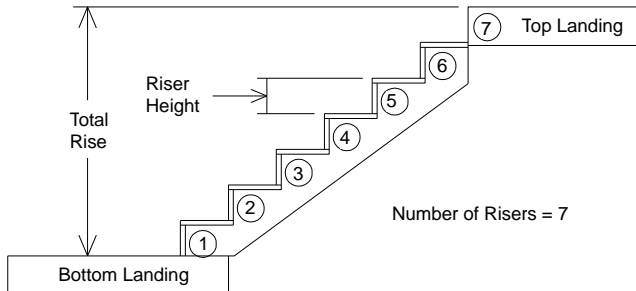 7
Top Landing
6
Riser
Height
5
Total
Rise
4
3
2
Number of Risers = 7
1
Bottom Landing